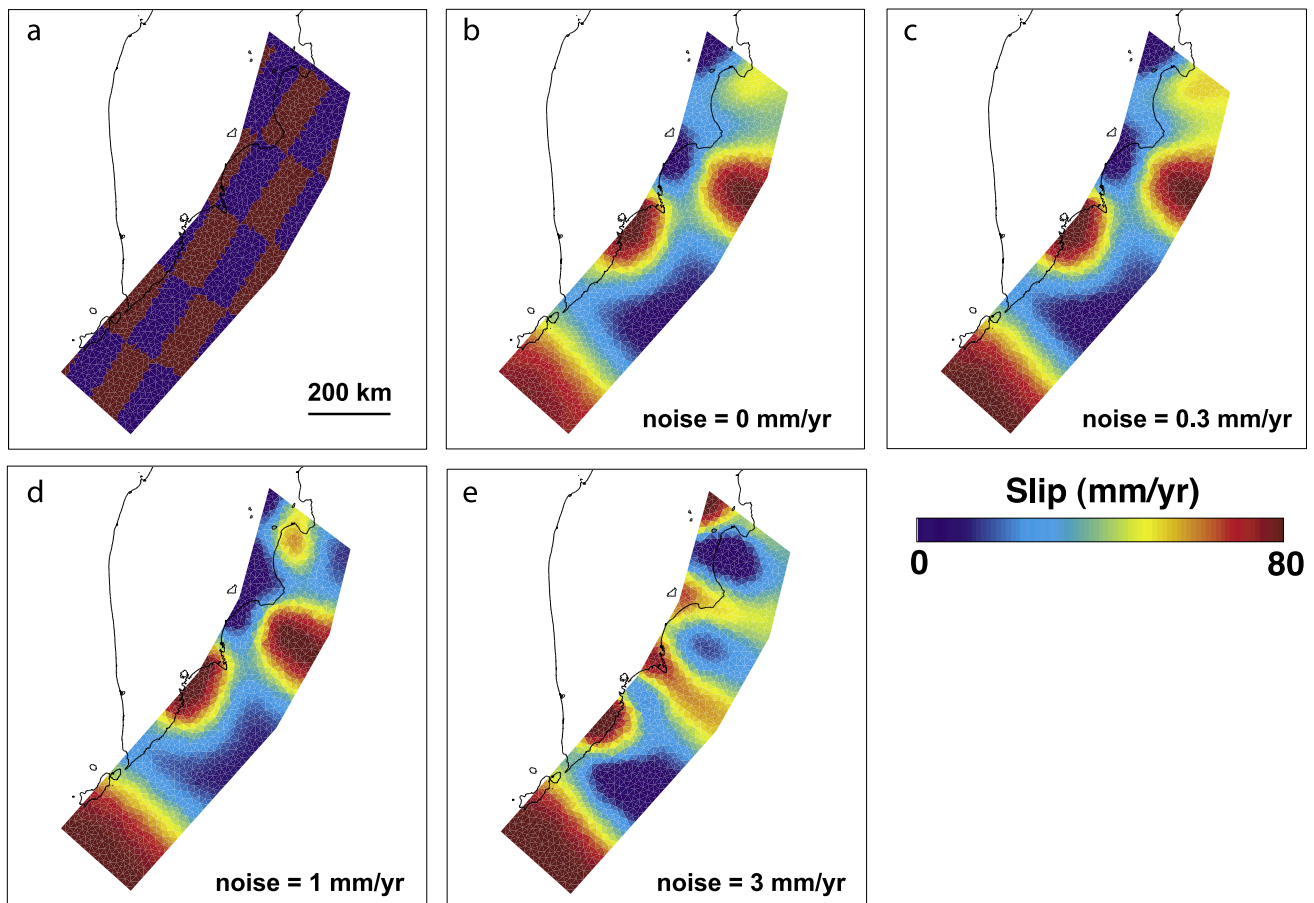 a
200 km
b
noise = 0 mm/yr
c
noise = 0.3 mm/yr
d
noise = 1 mm/yr
e
noise = 3 mm/yr
Slip (mm/yr)
0
80